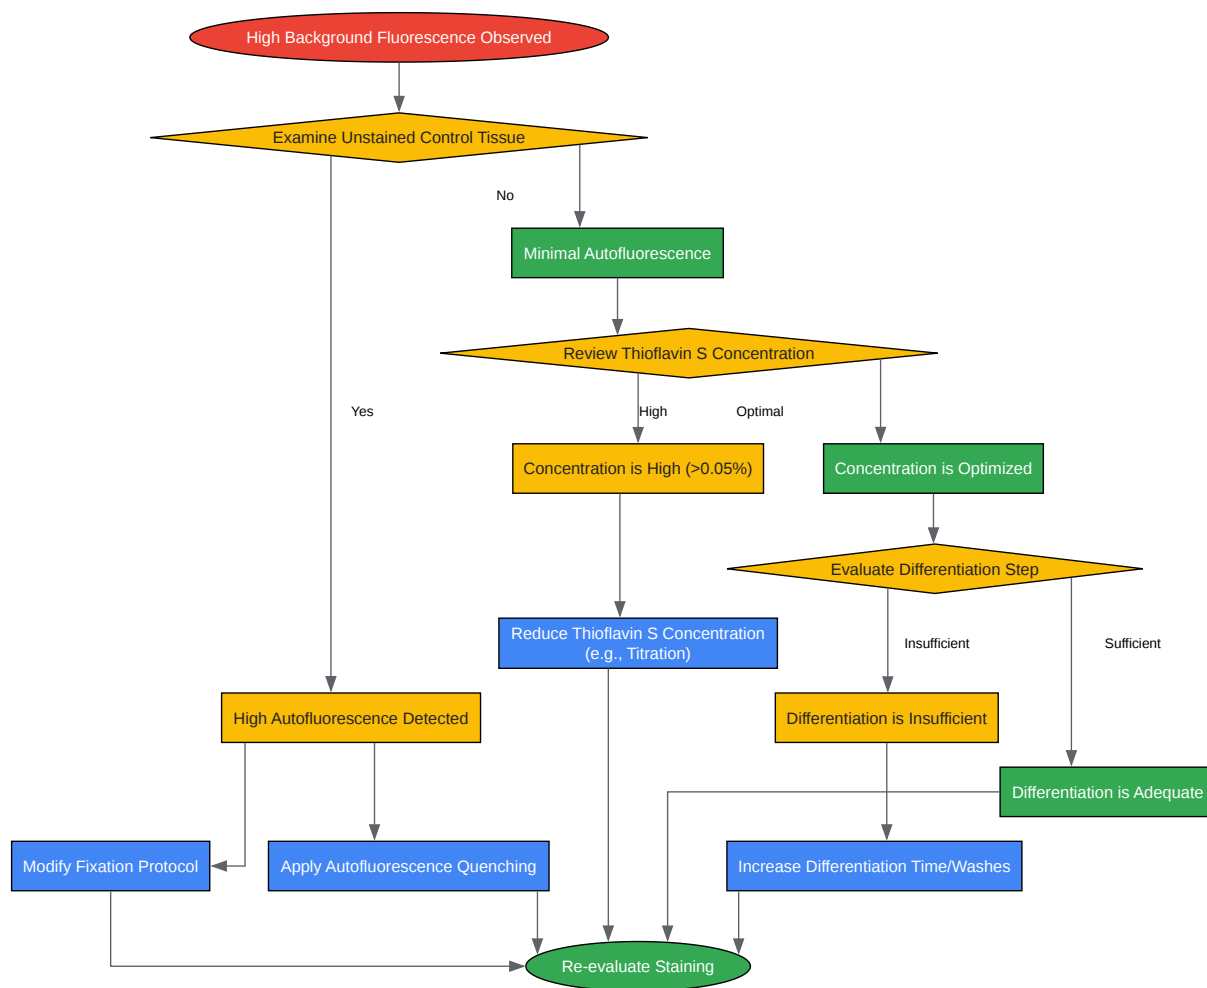 High Background Fluorescence Observed
Examine Unstained Control Tissue
No
Minimal Autofluorescence
Review Thioflavin S Concentration
Yes
High
Optimal
Concentration is High (>0.05%)
Concentration is Optimized
Evaluate Differentiation Step
Reduce Thioflavin S Concentration
(e.g., Titration)
Insufficient
Sufficient
High Autofluorescence Detected
Differentiation is Insufficient
Differentiation is Adequate
Modify Fixation Protocol
Apply Autofluorescence Quenching
Increase Differentiation Time/Washes
Re-evaluate Staining